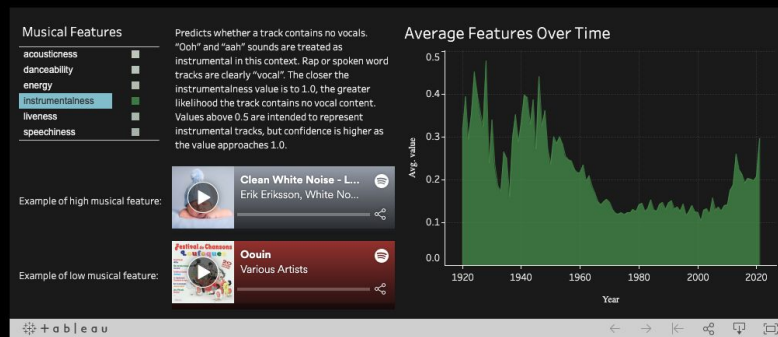 Musical Features
acousticness
danceability
energy
instrumentalness
liveness
speechiness
Predicts whether a track contains no vocals.
"Ooh" and "aah" sounds are treated as
instrumental in this context. Rap or spoken word
tracks are clearly "vocal". The closer the
instrumentalness value is to 1.0, the greater
likelihood the track contains no vocal content.
Values above 0.5 are intended to represent
instrumental tracks, but confidence is higher as
the value approaches 1.0.
Example of high musical feature:
Clean White Noise - L...
Erik Eriksson, White No...
Example of low musical feature:
Festival de Chansons
Loufoques
Oouin
Various Artists
Average Features Over Time
0.5
0.4
0.3
0.2
0.1
0.0
Avg. value
1920
1940
1960
1980
2000
2020
Year
+ableau